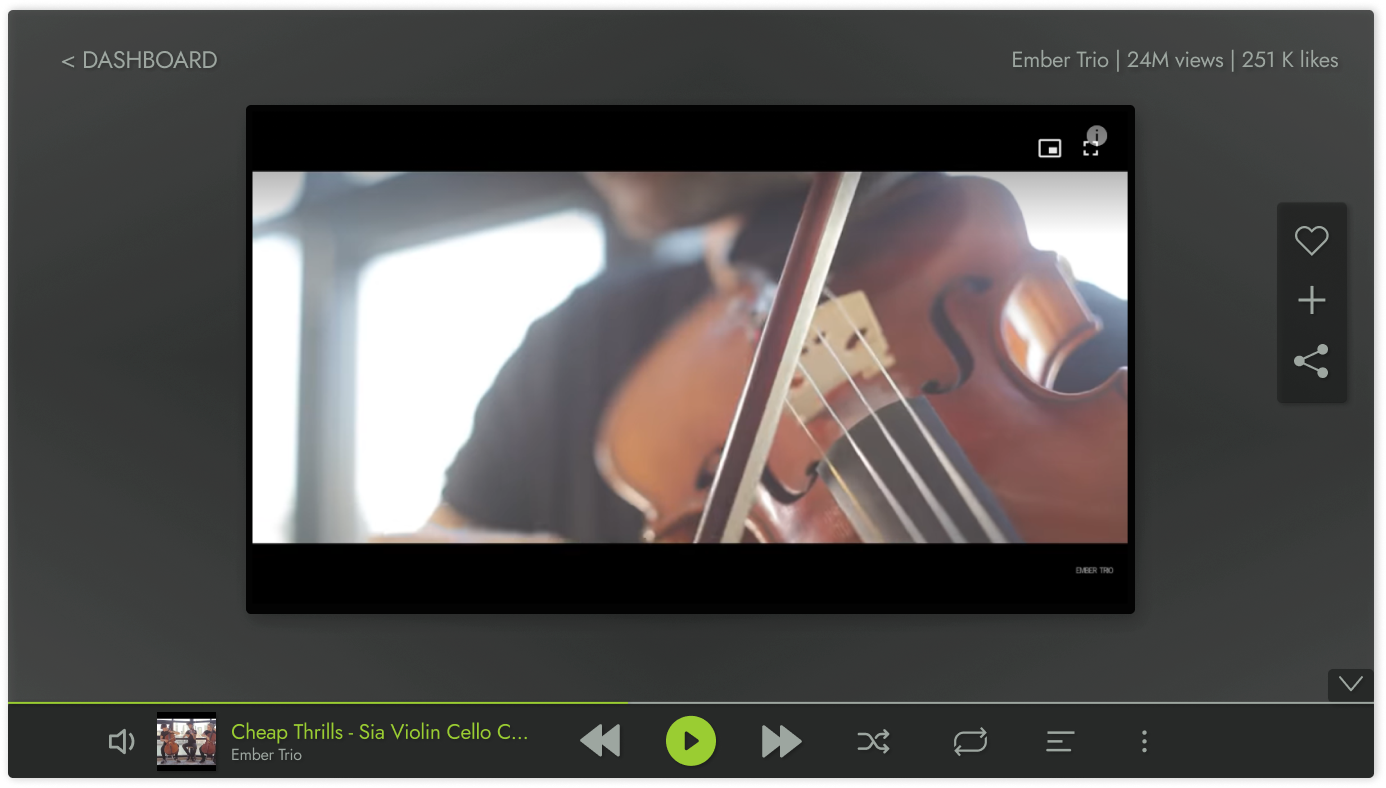 < DASHBOARD
Ember Trio | 24M views | 251 K likes
EMBER TRIO
Cheap Thrills - Sia Violin Cello C...
Ember Trio